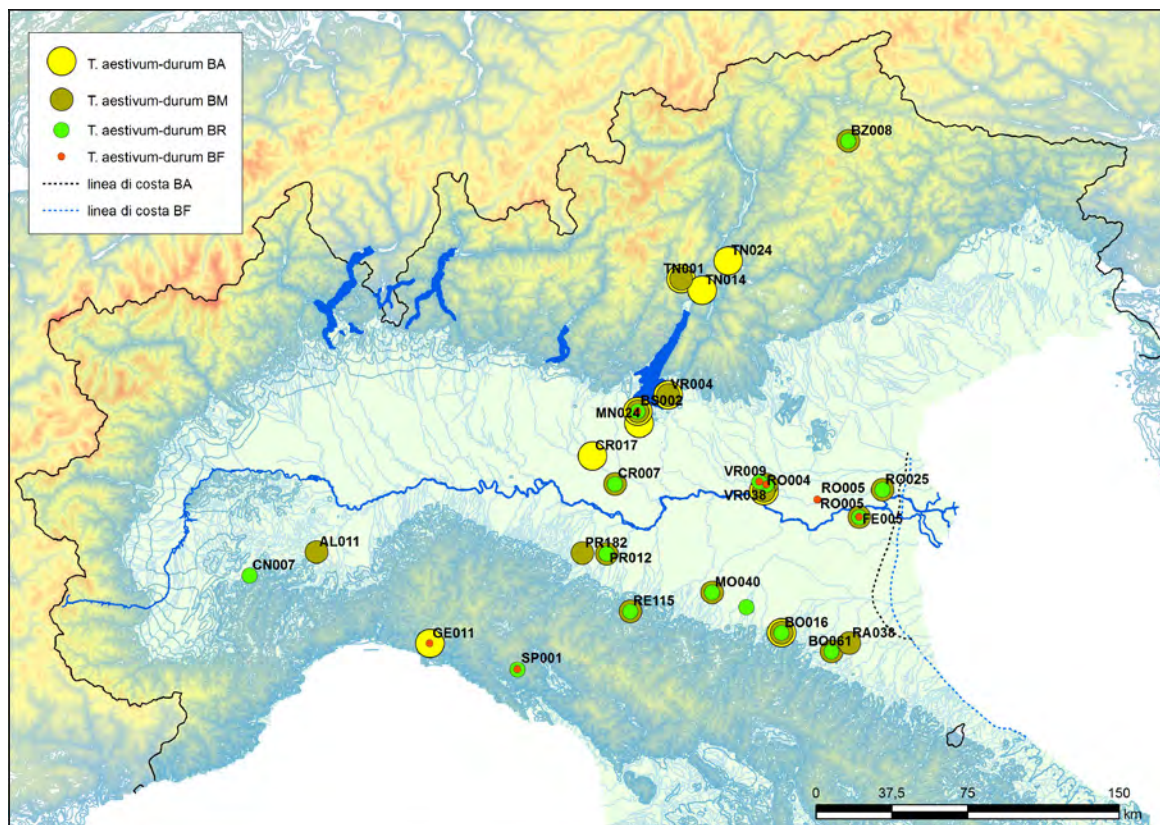 T. aestivum-durum BA
T. aestivum-durum BM
T. aestivum-durum BR
T. aestivum-durum BF
linea di costa BA
linea di costa BF
BZ008
TN024
TN001
TN014
VR004
BS002
MN024
CR017
CR007
VR009
RO004
VR038
RO005
RO025
RO005
FE005
AL011
CN007
PR182
PR012
MO040
RE115
BO016
RA038
BO061
GE011
SP001
0 37,5 75 150
km